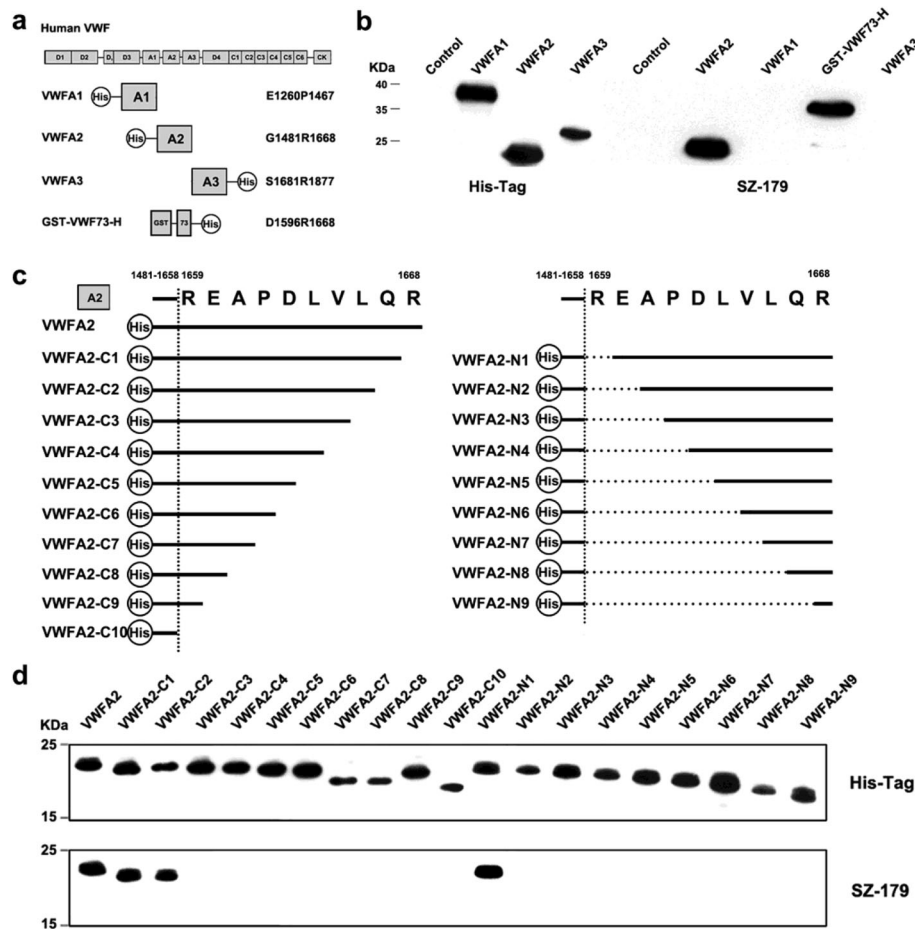 a
Human VWF
D1 D2 D, D3 A1 A2 A3 D4 C1 C2 C3 C4 C5 C6 CK
VWFA1 His A1 E1260P1467
VWFA2 His A2 G1481R1668
VWFA3 A3 His S1681R1877
GST-VWF73-H GST 73 His D1596R1668
b
KDa Control VWFA1 VWFA2 VWFA3 Control VWFA2 VWFA1 GST-VWF73-H VWFA3
40
35
25
His-Tag SZ-179
c
1481-1658 1659 1668
A2 R E A P D L V L Q R
VWFA2 His
VWFA2-C1 His
VWFA2-C2 His
VWFA2-C3 His
VWFA2-C4 His
VWFA2-C5 His
VWFA2-C6 His
VWFA2-C7 His
VWFA2-C8 His
VWFA2-C9 His
VWFA2-C10 His
1481-1658 1659 1668
R E A P D L V L Q R
VWFA2-N1 His
VWFA2-N2 His
VWFA2-N3 His
VWFA2-N4 His
VWFA2-N5 His
VWFA2-N6 His
VWFA2-N7 His
VWFA2-N8 His
VWFA2-N9 His
d
KDa VWFA2 VWFA2-C1 VWFA2-C2 VWFA2-C3 VWFA2-C4 VWFA2-C5 VWFA2-C6 VWFA2-C7 VWFA2-C8 VWFA2-C9 VWFA2-C10 VWFA2-N1 VWFA2-N2 VWFA2-N3 VWFA2-N4 VWFA2-N5 VWFA2-N6 VWFA2-N7 VWFA2-N8 VWFA2-N9
25
His-Tag
15
25
SZ-179
15